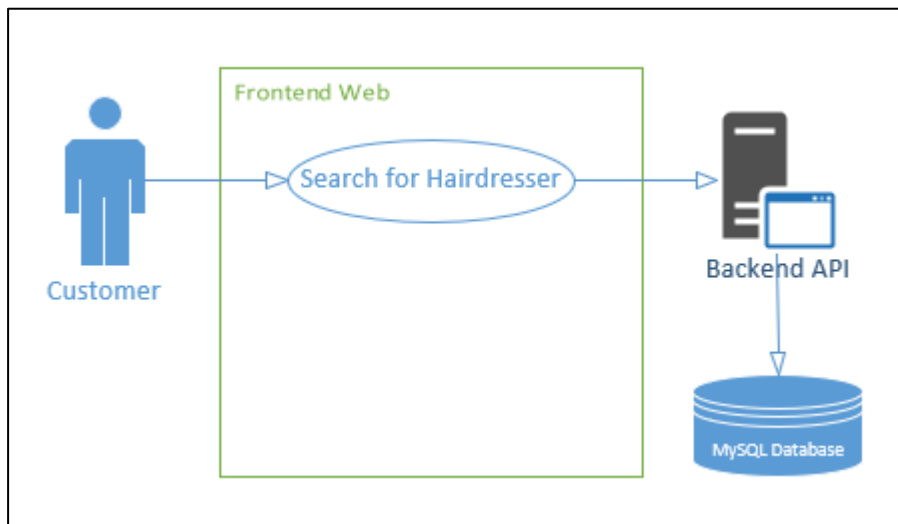 Frontend Web
Search for Hairdresser
Customer
Backend API
MySQL Database